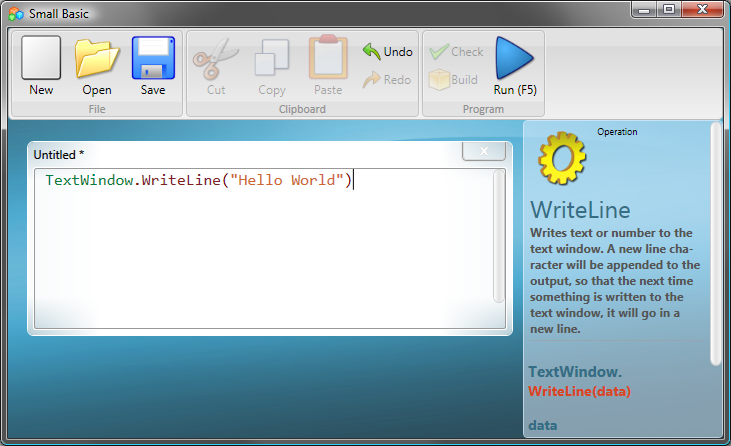 Small Basic
New
Open
Save
File
Cut
Copy
Paste
Undo
Redo
Clipboard
Check
Build
Run (F5)
Program
Untitled *
x
TextWindow.WriteLine("Hello World")
Operation
WriteLine
Writes text or number to the
text window. A new line cha-
racter will be appended to the
output, so that the next time
something is written to the
text window, it will go in a
new line.
TextWindow.
WriteLine(data)
data